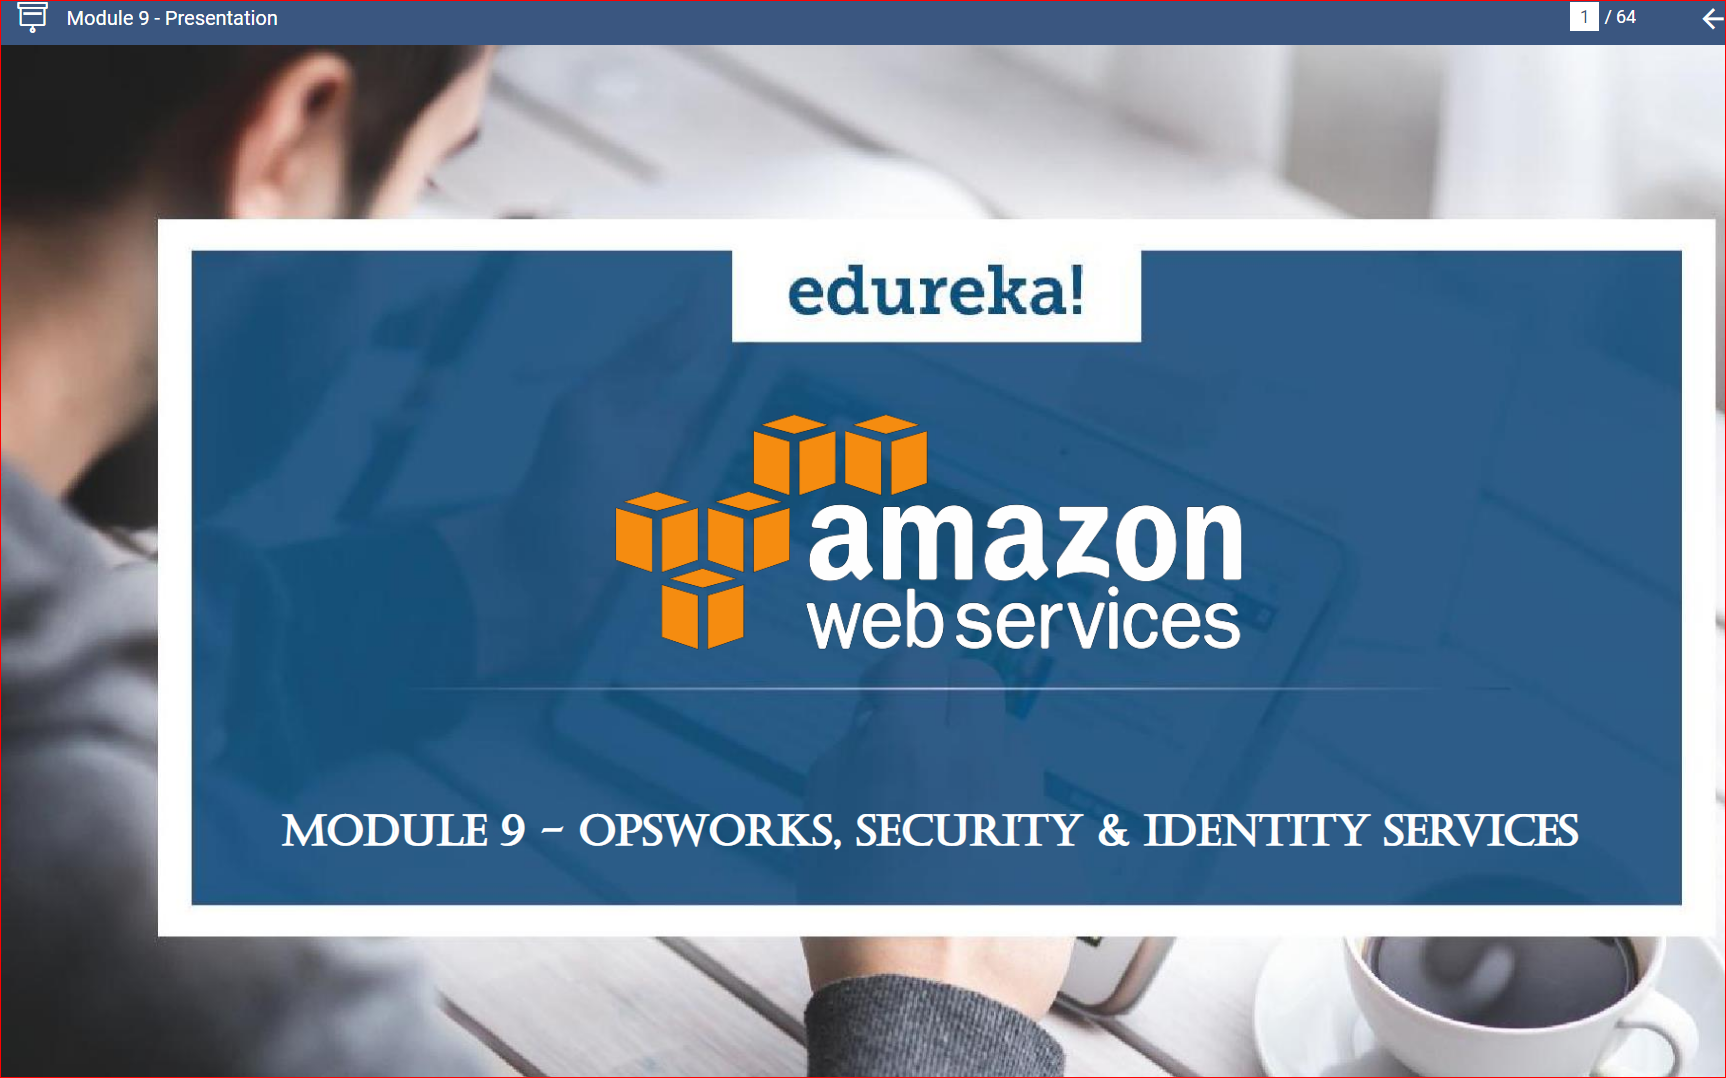 Module 9 - Presentation
1 / 64
edureka!
amazon
web services
MODULE 9 – OPSWORKS, SECURITY & IDENTITY SERVICES